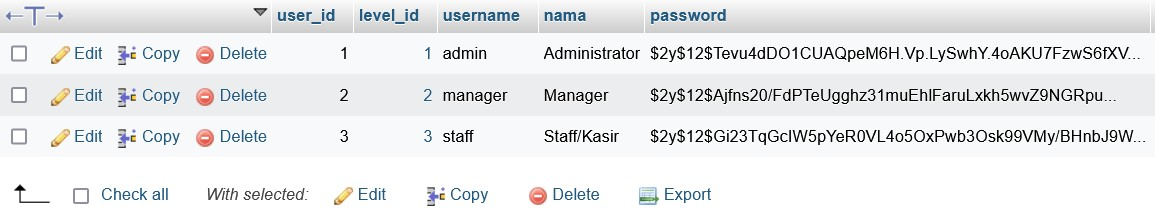 user_id level_id username nama password
Edit Copy Delete 1 1 admin Administrator $2y$12$Tevu4dDO1CUAQpeM6H.Vp.LySwhY.4oAKU7FzwS6fXV...
Edit Copy Delete 2 2 manager Manager $2y$12$Ajfns20/FdPTeUgghz31muEhlFaruLxkh5wvZ9NGRpu...
Edit Copy Delete 3 3 staff Staff/Kasir $2y$12$Gi23TqGclW5pYeR0VL4o5OxPwb3Osk99VMy/BHnbJ9W...
Check all With selected: Edit Copy Delete Export